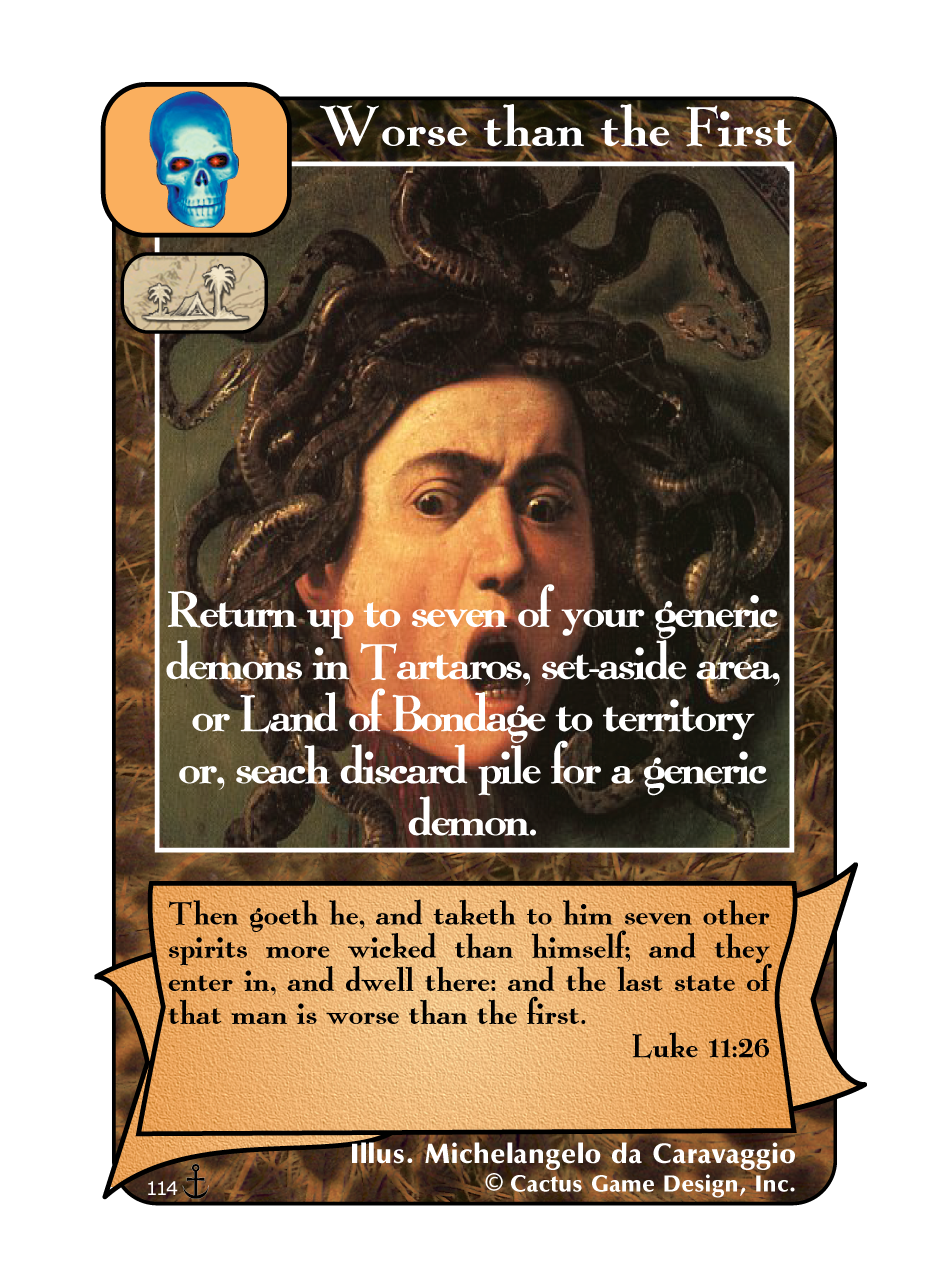 Worse than the First
Return up to seven of your generic
demons in Tartaros, set-aside area,
or Land of Bondage to territory
or, seach discard pile for a generic
demon.
Then goeth he, and taketh to him seven other
spirits more wicked than himself; and they
enter in, and dwell there: and the last state of
that man is worse than the first.
Luke 11:26
Illus. Michelangelo da Caravaggio
© Cactus Game Design, Inc.
114